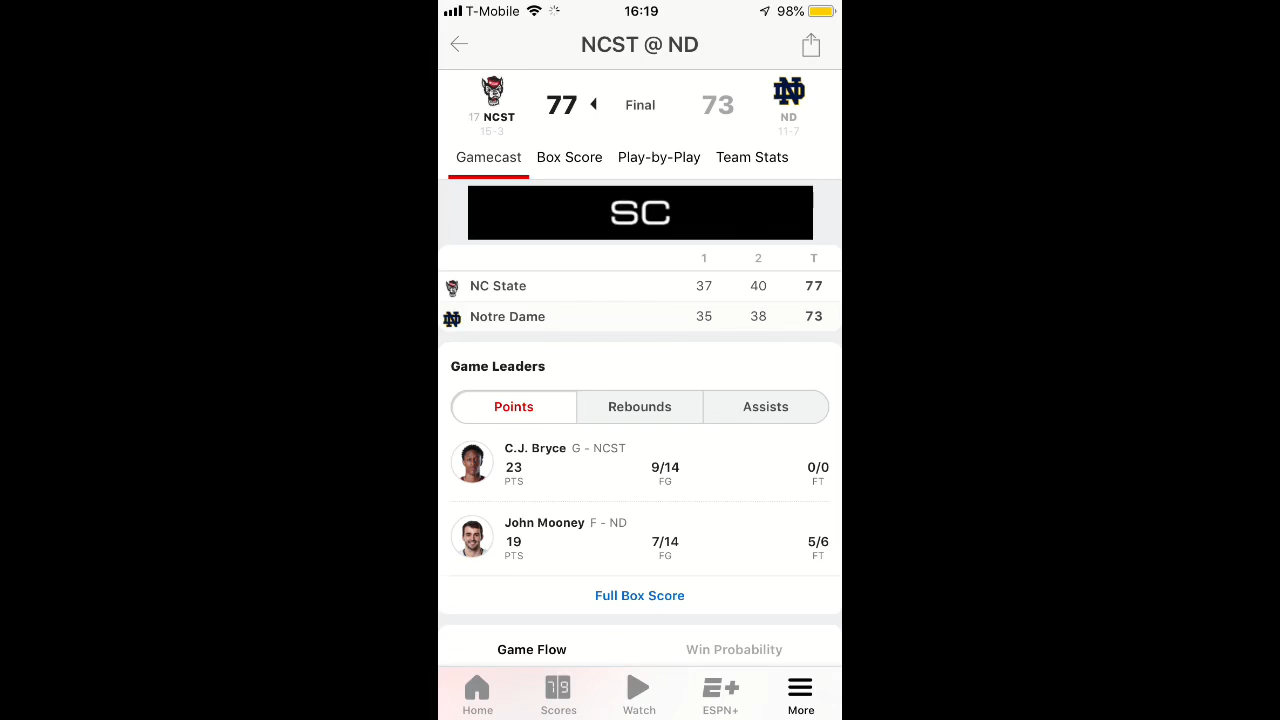 T-Mobile 16:19 98%
NCST @ ND
17 NCST 77 Final 73 ND
15-3 11-7
Gamecast Box Score Play-by-Play Team Stats
SC
1 2 T
NC State 37 40 77
Notre Dame 35 38 73
Game Leaders
Points Rebounds Assists
C.J. Bryce G - NCST
23 9/14 0/0
PTS FG FT
John Mooney F - ND
19 7/14 5/6
PTS FG FT
Full Box Score
Game Flow Win Probability
Home Scores Watch ESPN+ More